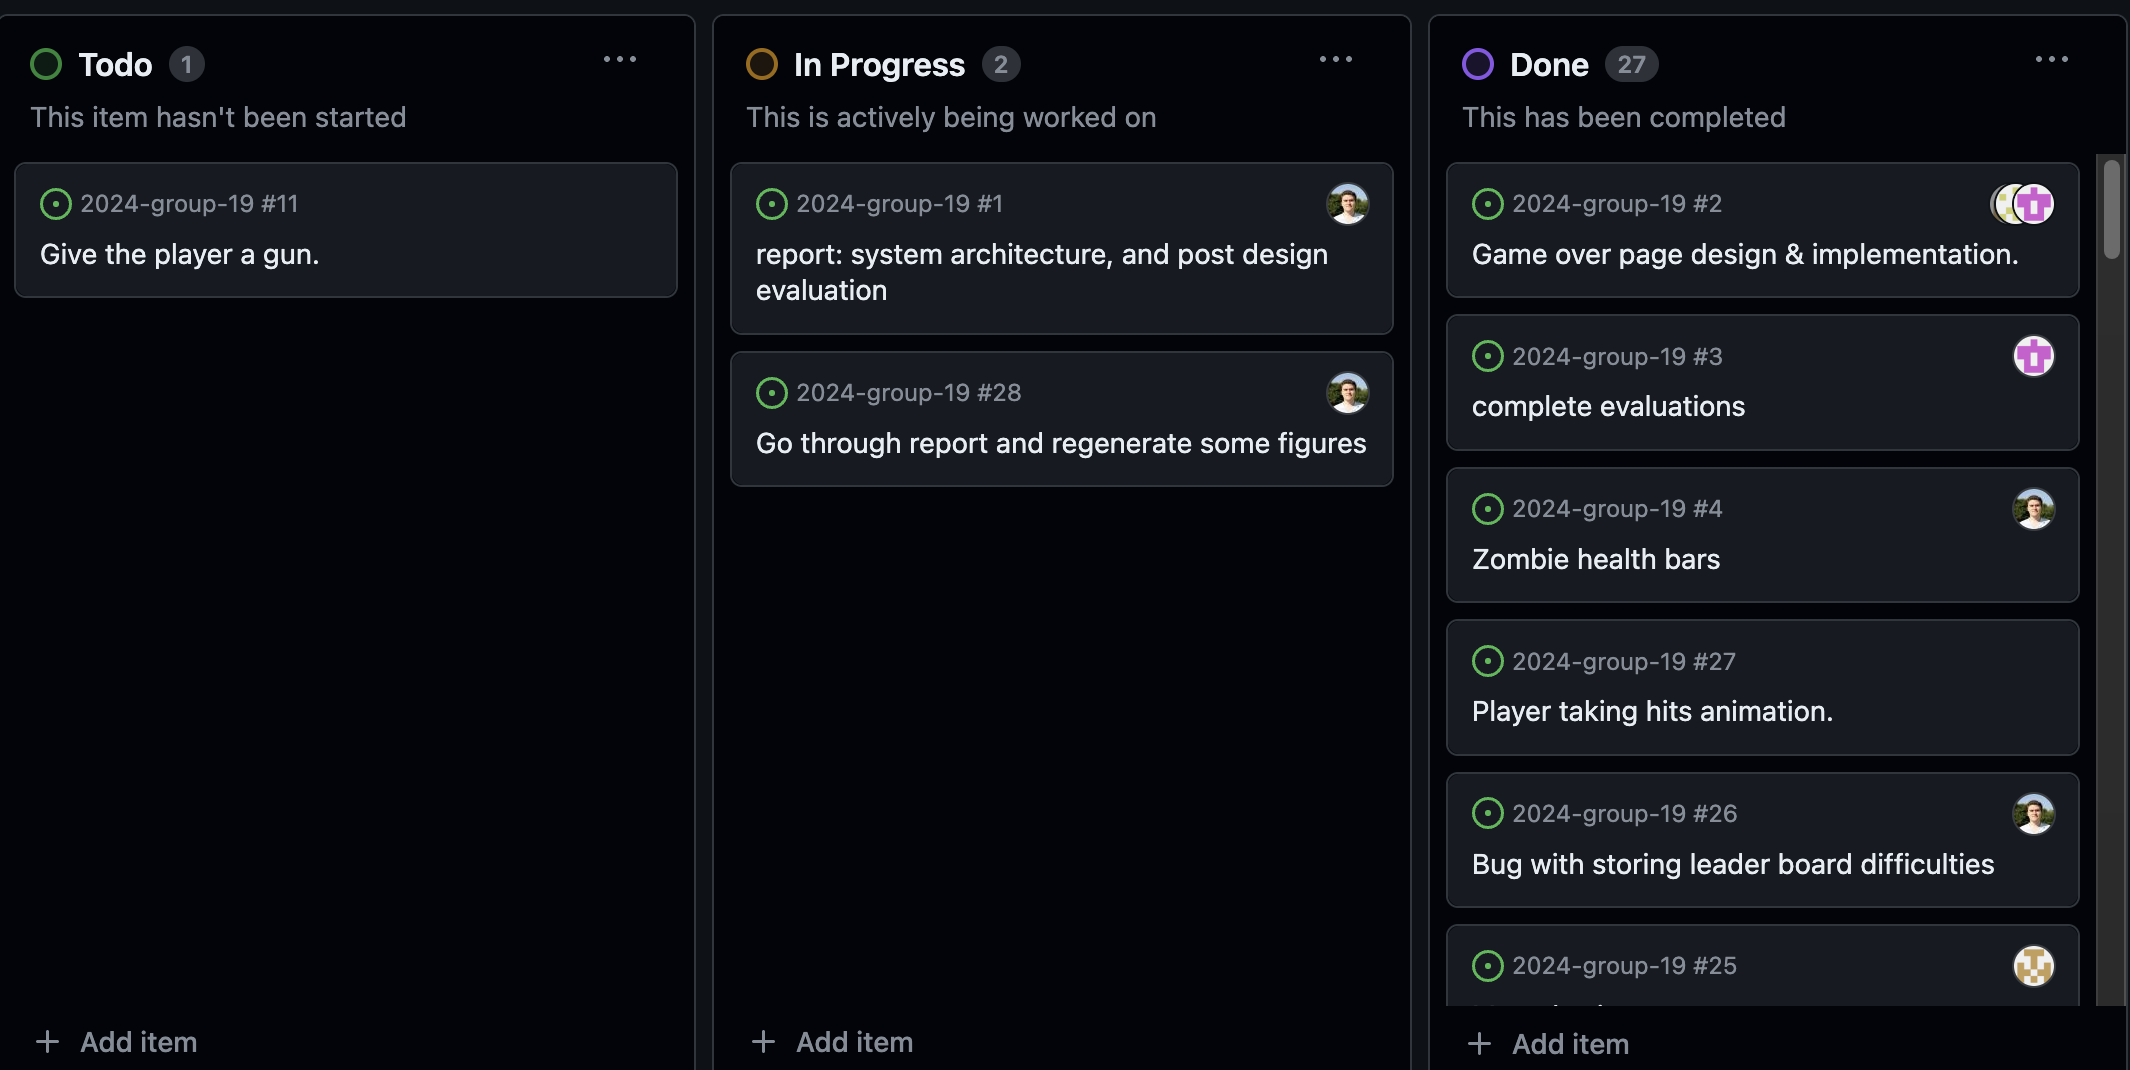 Todo 1
This item hasn't been started
2024-group-19 #11
Give the player a gun.
Add item
In Progress 2
This is actively being worked on
2024-group-19 #1
report: system architecture, and post design
evaluation
2024-group-19 #28
Go through report and regenerate some figures
Add item
Done 27
This has been completed
2024-group-19 #2
Game over page design & implementation.
2024-group-19 #3
complete evaluations
2024-group-19 #4
Zombie health bars
2024-group-19 #27
Player taking hits animation.
2024-group-19 #26
Bug with storing leader board difficulties
2024-group-19 #25
Add item